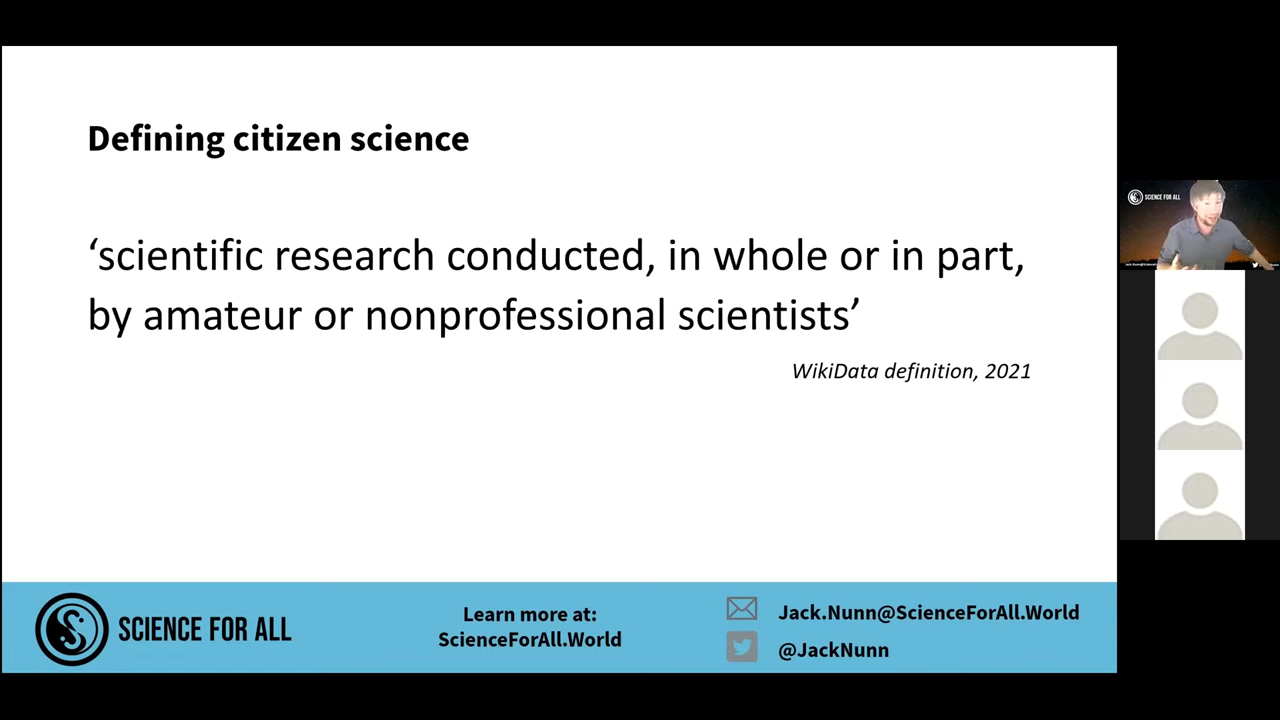 Defining citizen science
‘scientific research conducted, in whole or in part,
by amateur or nonprofessional scientists’
WikiData definition, 2021
SCIENCE FOR ALL
SCIENCE FOR ALL
Learn more at:
ScienceForAll.World
Jack.Nunn@ScienceForAll.World
@JackNunn